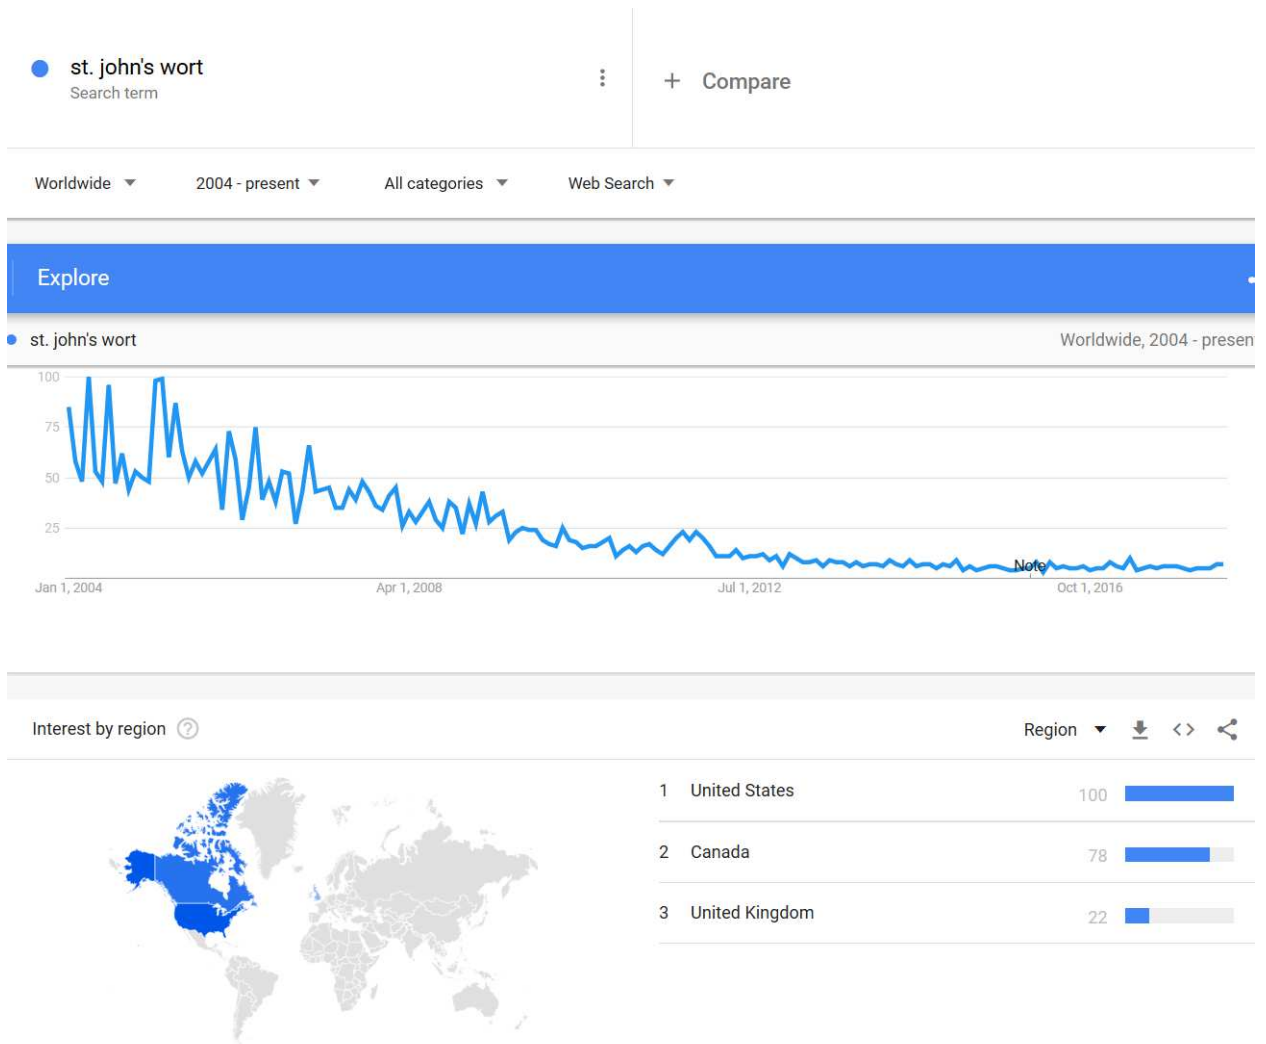 st. john's wort
Search term
+ Compare
Worldwide
2004 - present
All categories
Web Search
Explore
st. john's wort
Worldwide, 2004 - presen
100
75
50
25
Note
Jan 1, 2004
Apr 1, 2008
Jul 1, 2012
Oct 1, 2016
Interest by region ?
Region
1 United States 100
2 Canada 78
3 United Kingdom 22